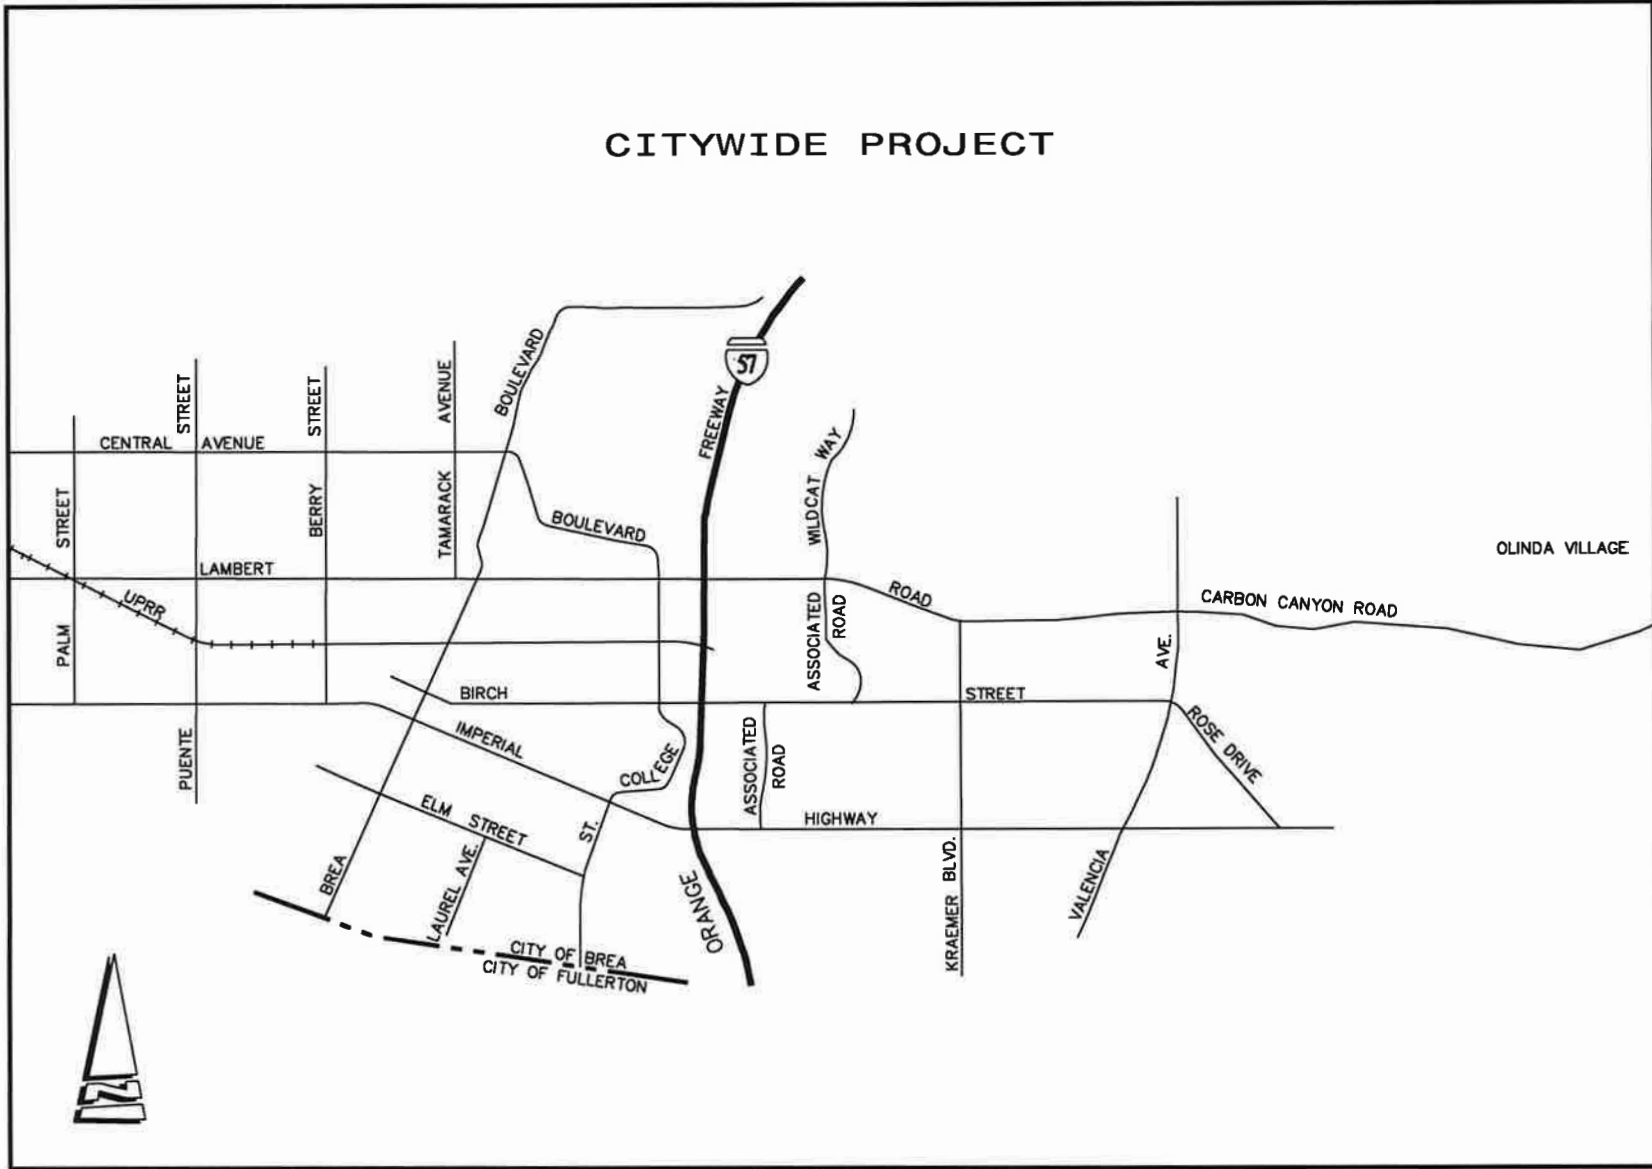 CITYWIDE PROJECT
BOULEVARD
57
STREET
STREET
AVENUE
FREEWAY
WAY
CENTRAL AVENUE
STREET
BERRY
TAMARACK
BOULEVARD
WILDCAT
OLINDA VILLAGE
LAMBERT
ROAD
CARBON CANYON ROAD
UPRR
PALM
ASSOCIATED
ROAD
AVE.
BIRCH
STREET
PUENTE
IMPERIAL
COLLEGE
ASSOCIATED
ROAD
ROSE DRIVE
ELM STREET
ST.
HIGHWAY
BREA
LAUREL AVE.
ORANGE
KRAEMER BLVD.
VALENCIA
CITY OF BREA
CITY OF FULLERTON
N